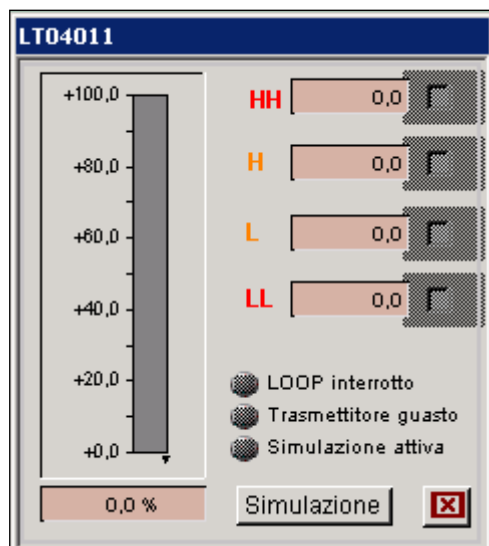 LT04011
+100,0
+80,0
+60,0
+40,0
+20,0
+0,0
0,0 %
HH 0,0
H 0,0
L 0,0
LL 0,0
LOOP interrotto
Trasmettitore guasto
Simulazione attiva
Simulazione